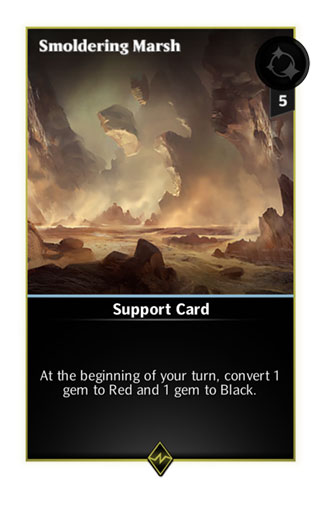 Smoldering Marsh
5
Support Card
At the beginning of your turn, convert 1
gem to Red and 1 gem to Black.